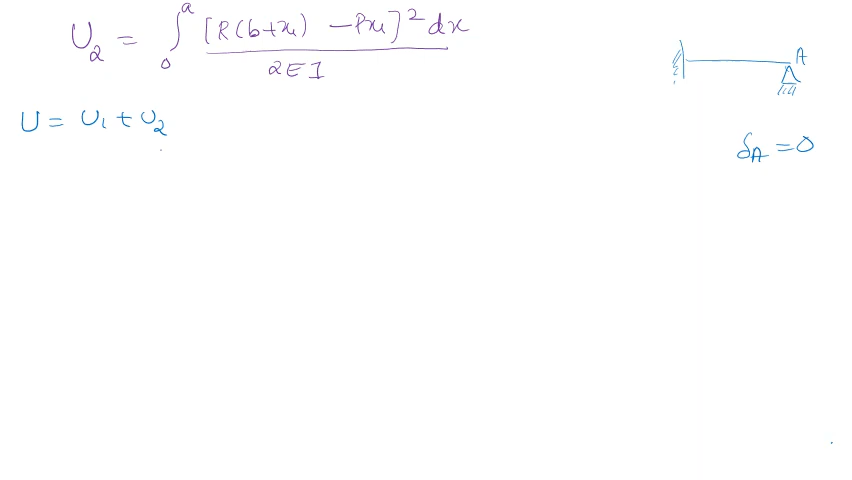 U₂ = ∫₀ᵃ [R(b+x) - Px]² dx / 2EI
A
U = U₁ + U₂
δA = 0